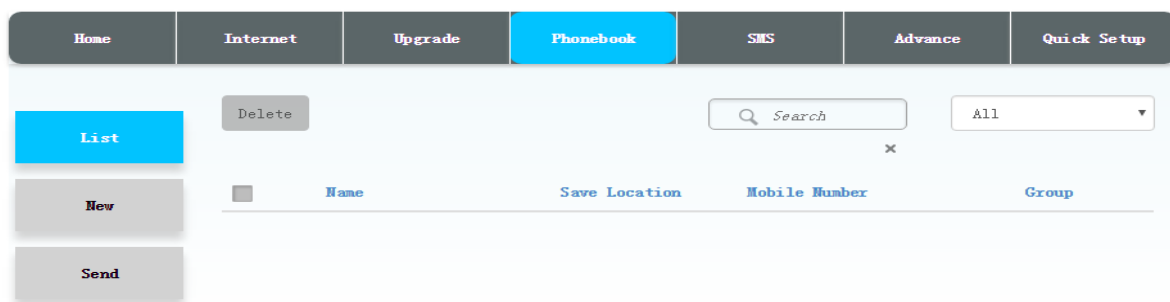 Home Internet Upgrade Phonebook SMS Advance Quick Setup
Delete Search All
List
Name Save Location Mobile Number Group
New
Send